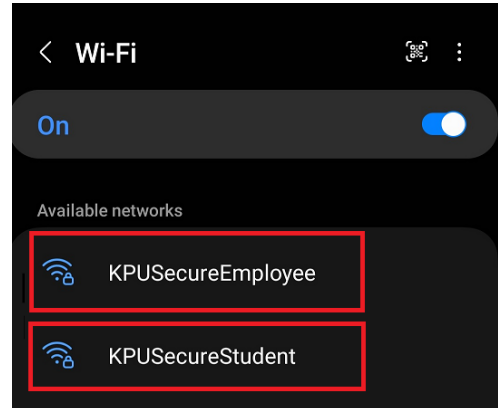 Wi-Fi
On
Available networks
KPUSecureEmployee
KPUSecureStudent